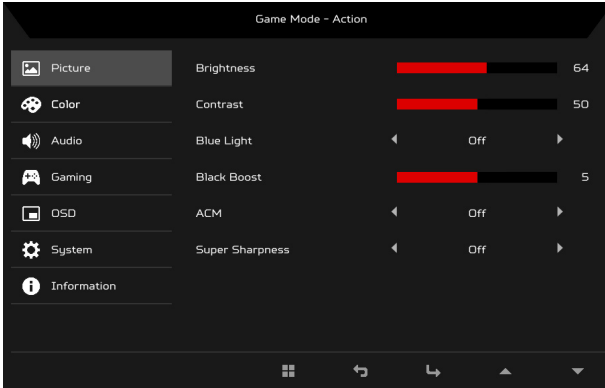 Game Mode - Action
Picture
Brightness 64
Color
Contrast 50
Audio
Blue Light Off
Gaming
Black Boost 5
OSD
ACM Off
System
Super Sharpness Off
Information